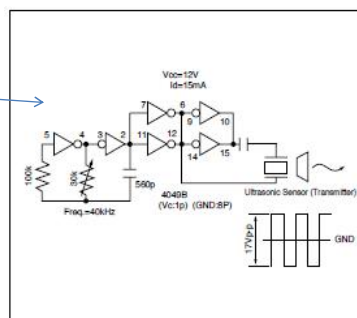 Vcc=12V
Id=15mA
7
6
9
10
5
4
3
2
11
12
14
15
100k
30k
560p
Freq.=40kHz
4049B
(Vc:1p) (GND:8P)
Ultrasonic Sensor (Transmitter)
17Vp-p
GND